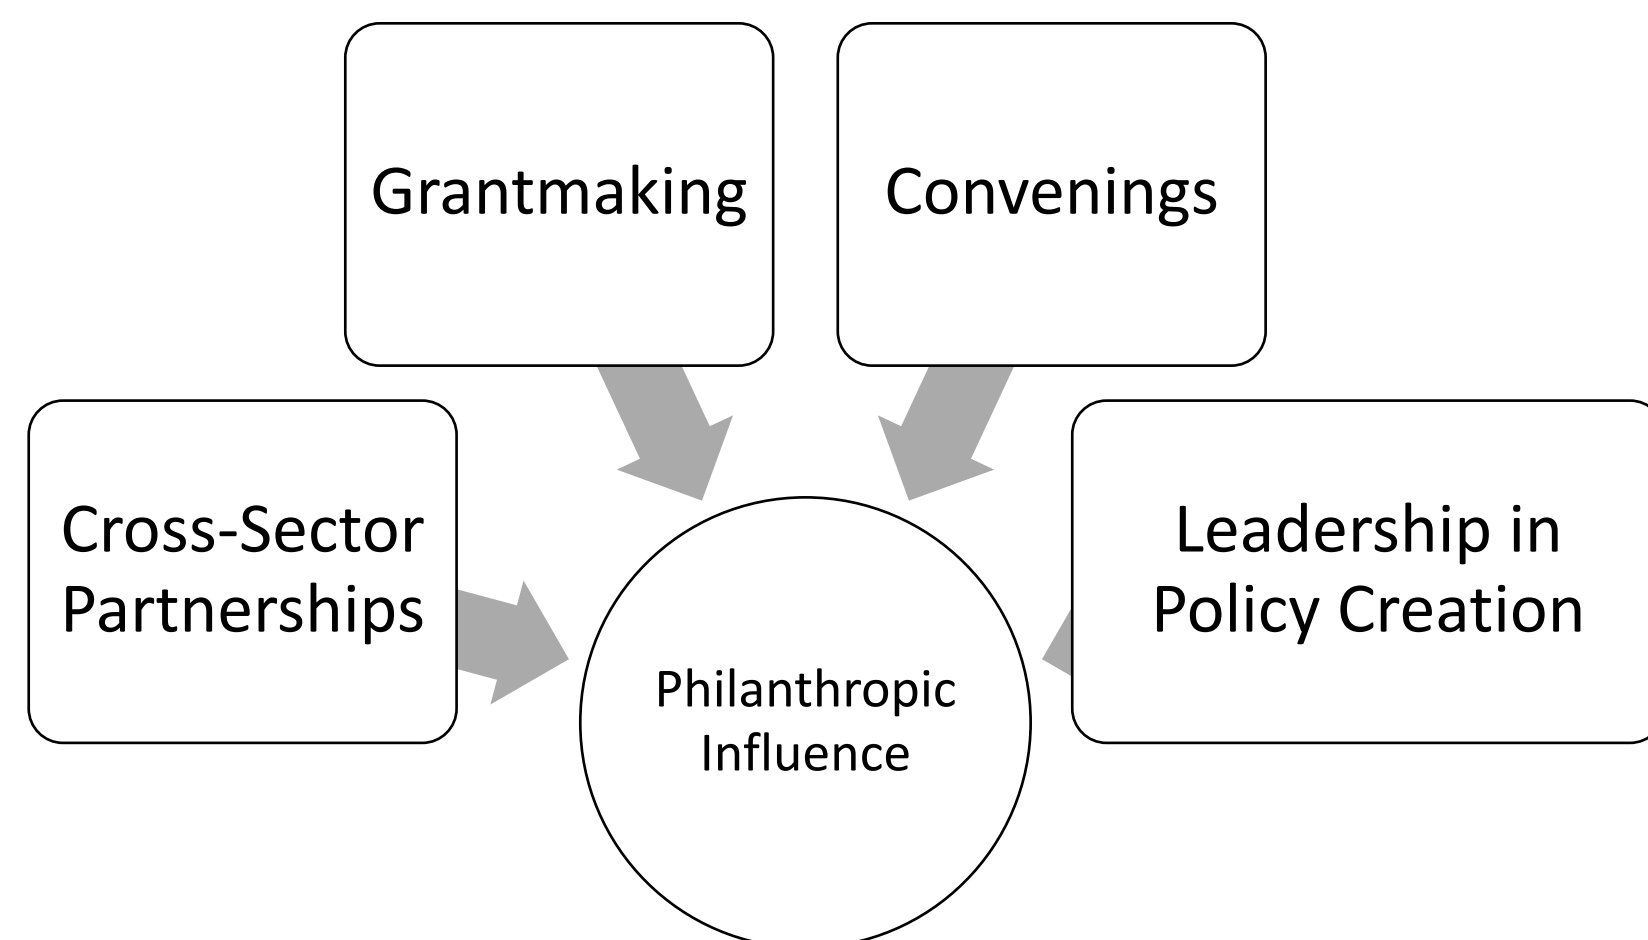 Grantmaking
Convenings
Cross-Sector
Partnerships
Leadership in
Policy Creation
Philanthropic
Influence